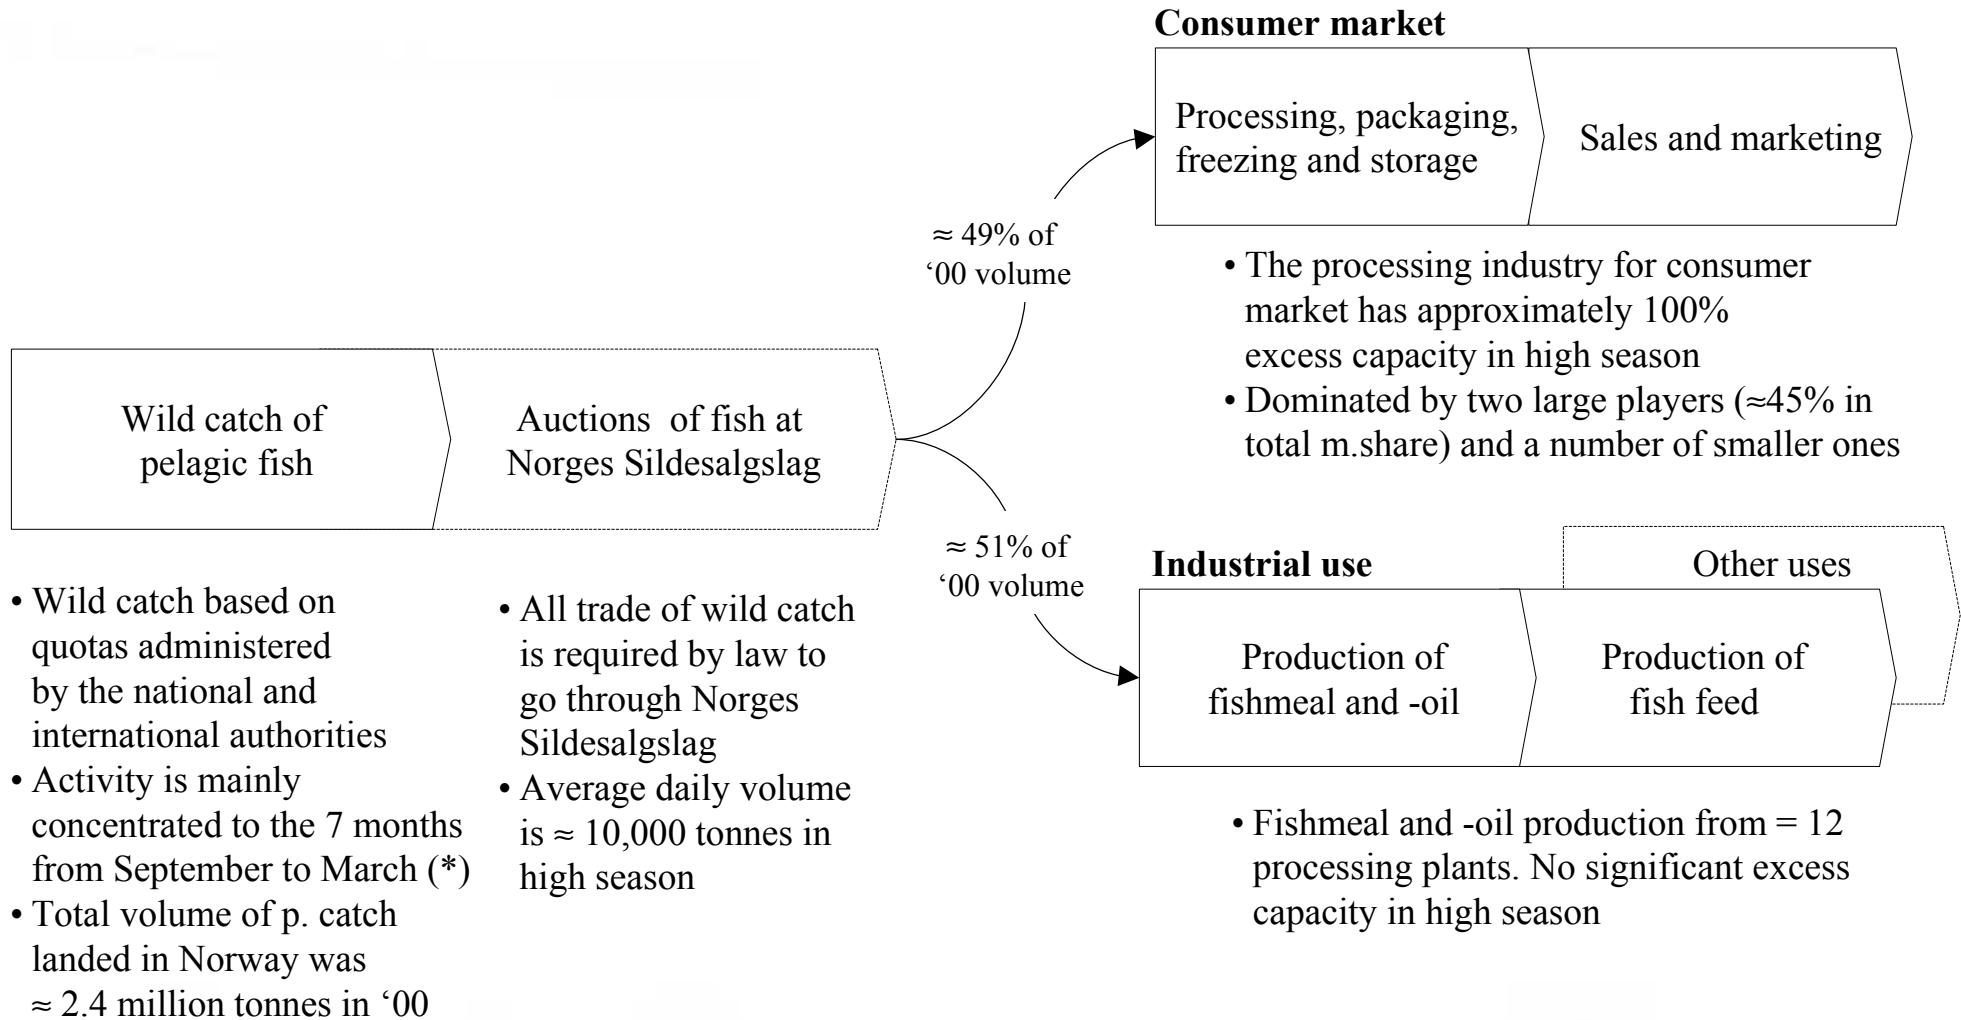 Consumer market
Processing, packaging,
freezing and storage
Sales and marketing
≈ 49% of
‘00 volume
• The processing industry for consumer
market has approximately 100%
excess capacity in high season
• Dominated by two large players (≈45% in
total m.share) and a number of smaller ones
Wild catch of
pelagic fish
Auctions of fish at
Norges Sildesalgslag
≈ 51% of
‘00 volume
Industrial use
Other uses
Production of
fishmeal and -oil
Production of
fish feed
• Wild catch based on
quotas administered
by the national and
international authorities
• Activity is mainly
concentrated to the 7 months
from September to March (*)
• Total volume of p. catch
landed in Norway was
≈ 2.4 million tonnes in ‘00
• All trade of wild catch
is required by law to
go through Norges
Sildesalgslag
• Average daily volume
is ≈ 10,000 tonnes in
high season
• Fishmeal and -oil production from = 12
processing plants. No significant excess
capacity in high season